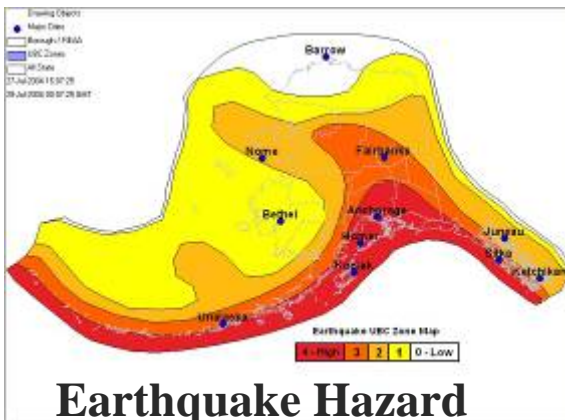 Drawing Objects
Major Cities
UBC Zones
All State
Barrow
Nome
Fairbanks
Bethel
Anchorage
Homer
Kodiak
Juneau
Sitka
Ketchikan
Unalaska
Earthquake UBC Zone Map
4 - High 3 2 1 0 - Low
Earthquake Hazard